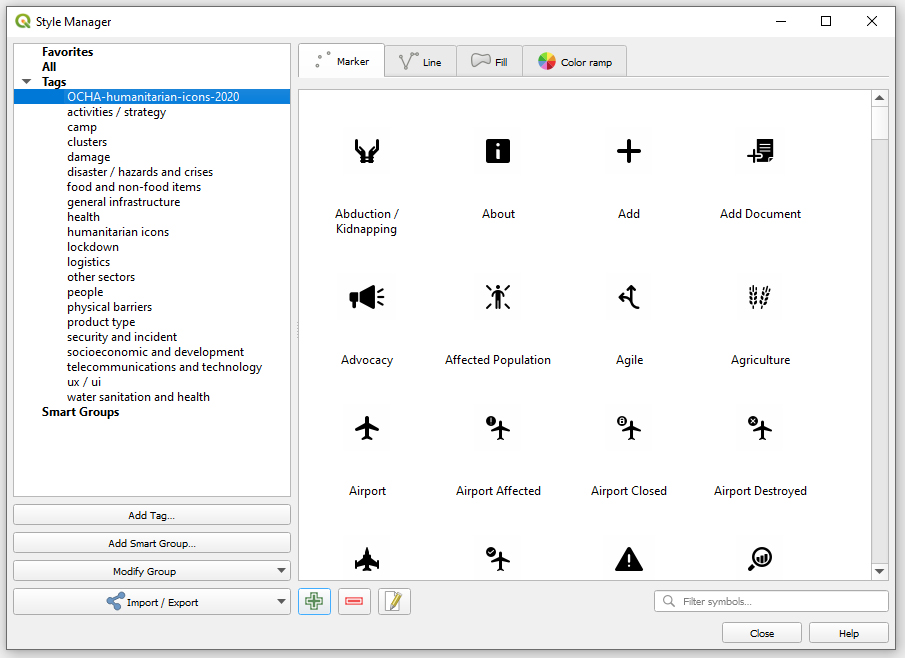 Style Manager
Favorites
All
Tags
OCHA-humanitarian-icons-2020
activities / strategy
camp
clusters
damage
disaster / hazards and crises
food and non-food items
general infrastructure
health
humanitarian icons
lockdown
logistics
other sectors
people
physical barriers
product type
security and incident
socioeconomic and development
telecommunications and technology
ux / ui
water sanitation and health
Smart Groups
Add Tag...
Add Smart Group...
Modify Group
Import / Export
Marker
Line
Fill
Color ramp
Abduction /
Kidnapping
About
Add
Add Document
Advocacy
Affected Population
Agile
Agriculture
Airport
Airport Affected
Airport Closed
Airport Destroyed
Filter symbols...
Close
Help